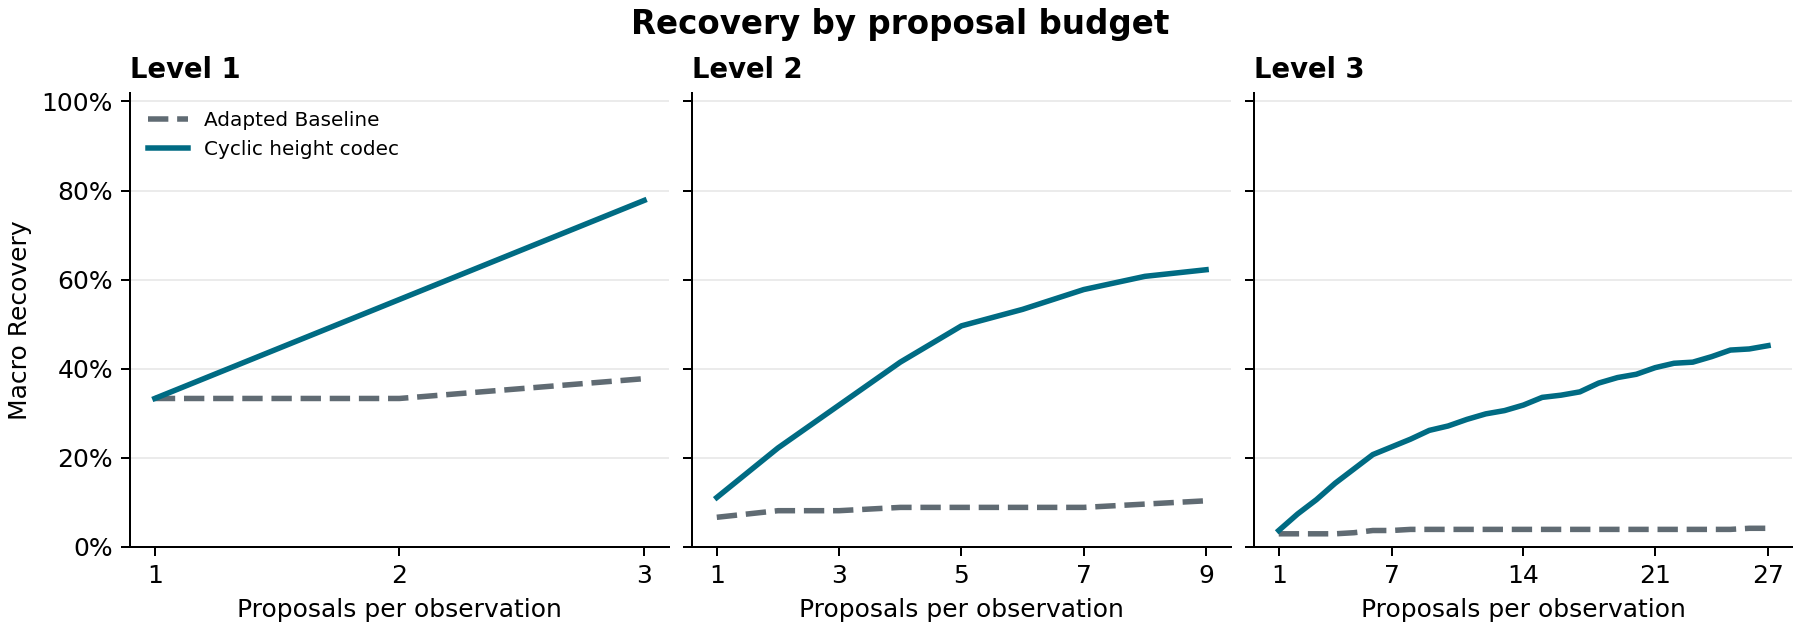 Recovery by proposal budget
Level 1
Level 2
Level 3
100%
80%
60%
40%
20%
0%
Macro Recovery
Adapted Baseline
Cyclic height codec
1 2 3
1 3 5 7 9
1 7 14 21 27
Proposals per observation
Proposals per observation
Proposals per observation